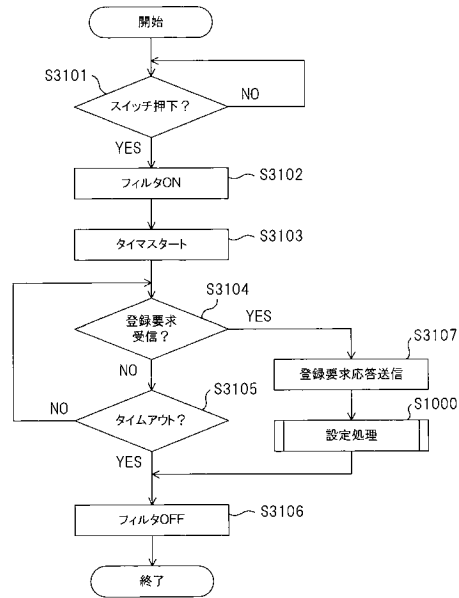 開始
S3101
スイッチ押下？
NO
YES
S3102
フィルタON
S3103
タイマスタート
S3104
登録要求
受信？
YES
NO
S3107
登録要求応答送信
S3105
タイムアウト？
NO
YES
S1000
設定処理
S3106
フィルタOFF
終了